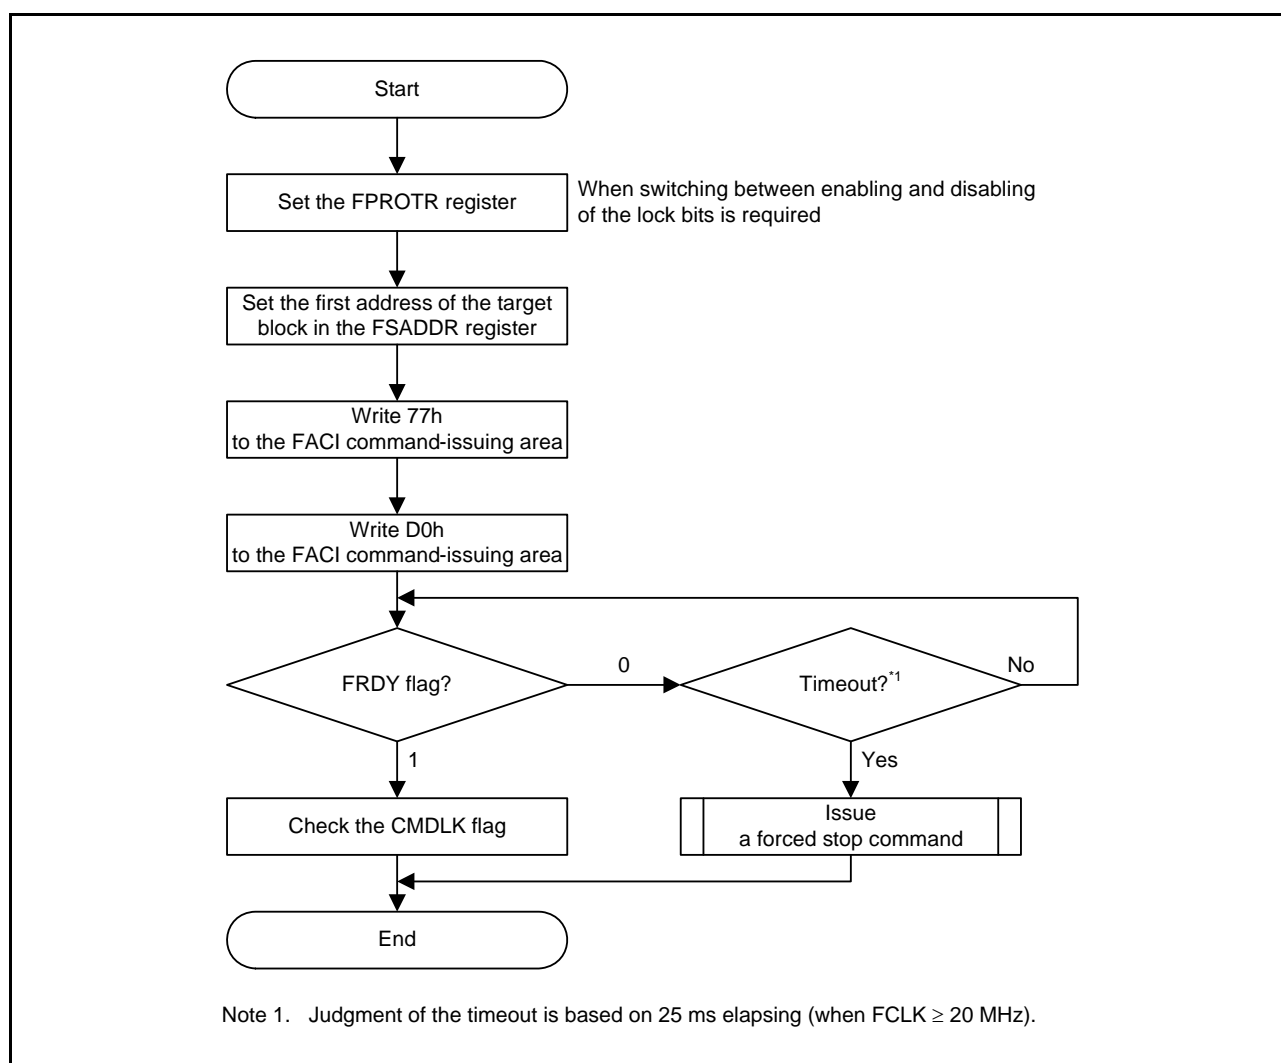 Start
Set the FPROTR register
When switching between enabling and disabling
of the lock bits is required
Set the first address of the target
block in the FSADDR register
Write 77h
to the FACI command-issuing area
Write D0h
to the FACI command-issuing area
FRDY flag?
0
Timeout?*1
No
1
Yes
Check the CMDLK flag
Issue
a forced stop command
End
Note 1. Judgment of the timeout is based on 25 ms elapsing (when FCLK ≥ 20 MHz).